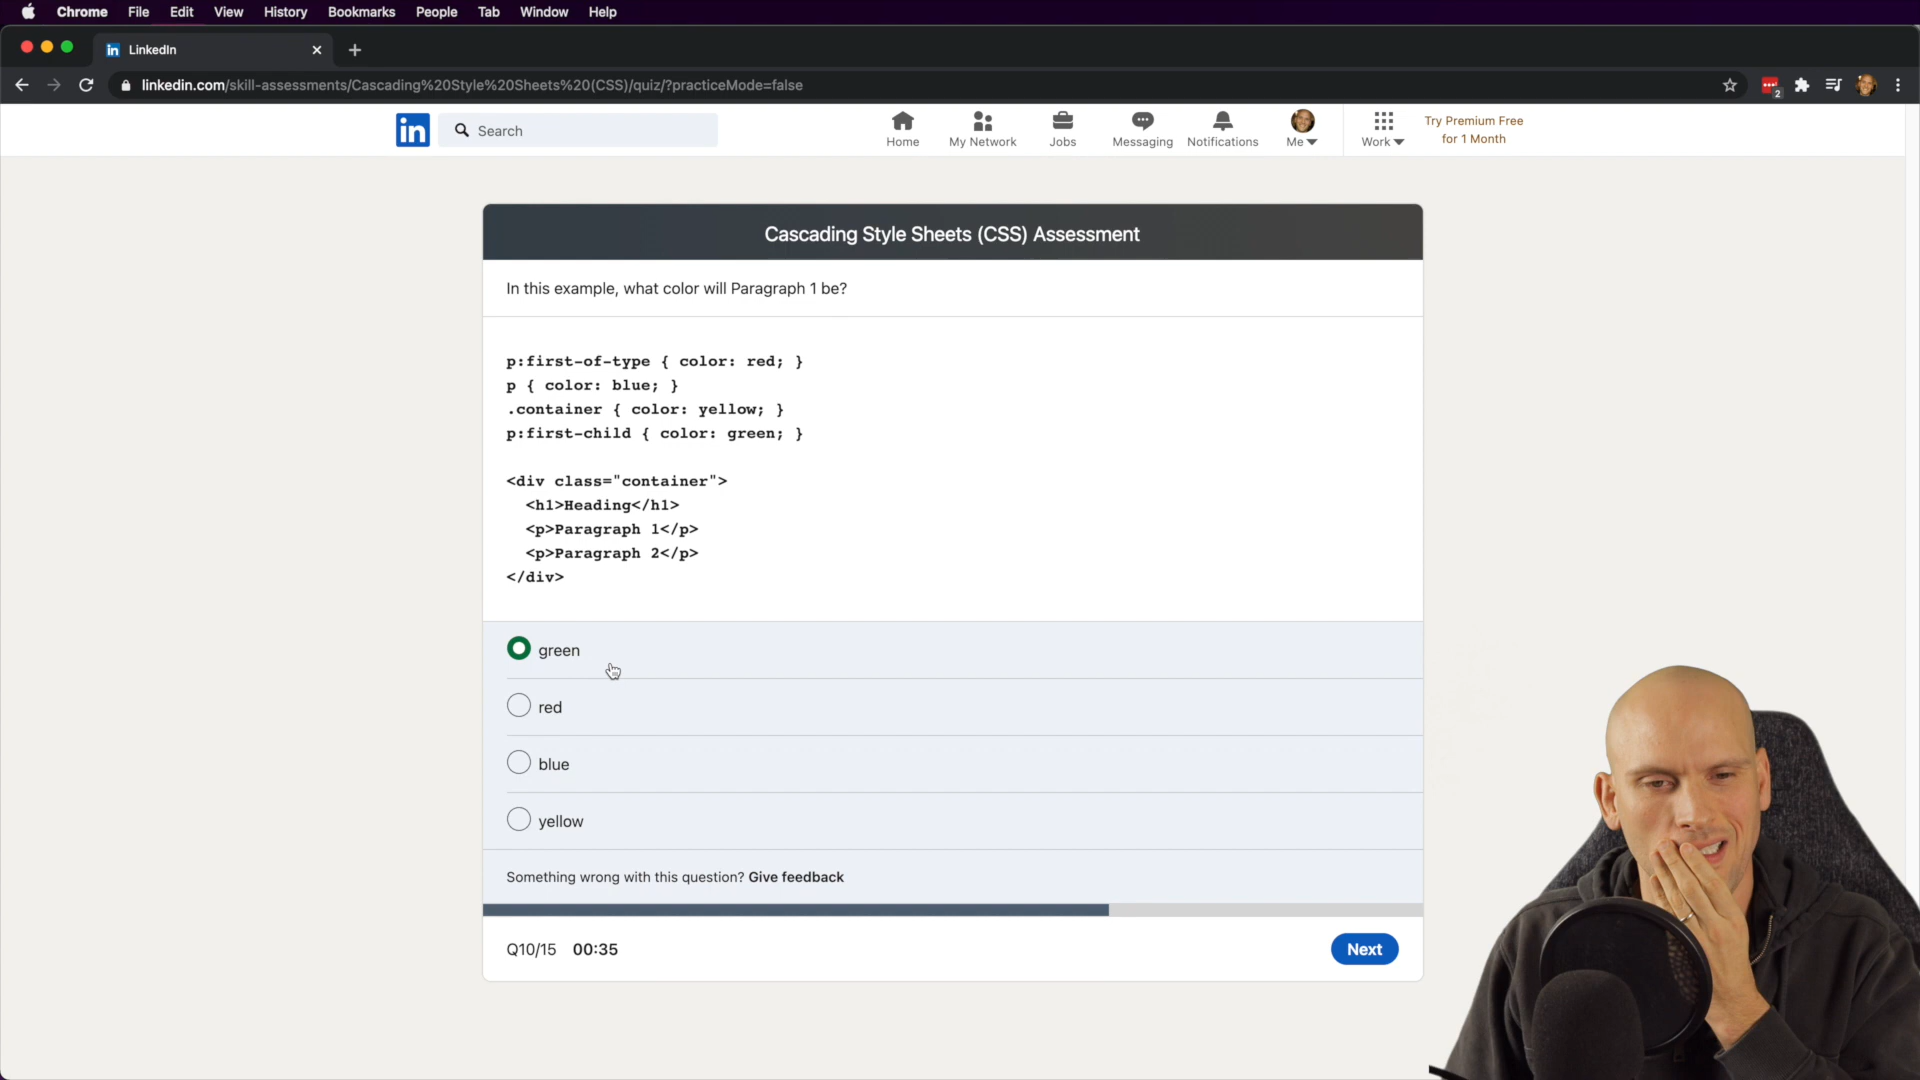 Chrome File Edit View History Bookmarks People Tab Window Help
in LinkedIn
linkedin.com/skill-assessments/Cascading%20Style%20Sheets%20(CSS)/quiz/?practiceMode=false
2
in Search
Home My Network Jobs Messaging Notifications Me Work Try Premium Free
for 1 Month
Cascading Style Sheets (CSS) Assessment
In this example, what color will Paragraph 1 be?
p:first-of-type { color: red; }
p { color: blue; }
.container { color: yellow; }
p:first-child { color: green; }
<div class="container">
<h1>Heading</h1>
<p>Paragraph 1</p>
<p>Paragraph 2</p>
</div>
green
red
blue
yellow
Something wrong with this question? Give feedback
Q10/15 00:35
Next